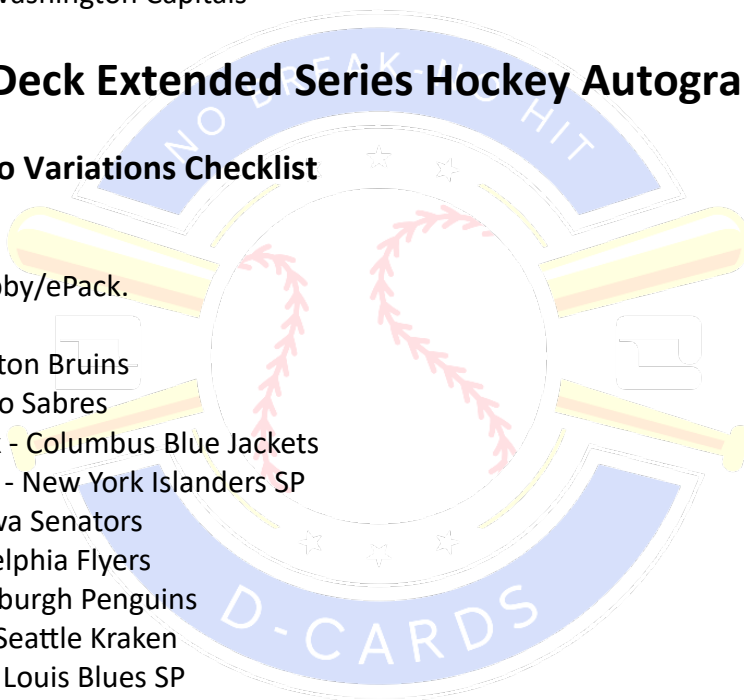 Washington Capitals
Deck Extended Series Hockey Autogra
NO BREAK-NO HIT
o Variations Checklist
by/ePack.
ton Bruins
o Sabres
- Columbus Blue Jackets
- New York Islanders SP
va Senators
elphia Flyers
burgh Penguins
Seattle Kraken
Louis Blues SP
D-CARDS